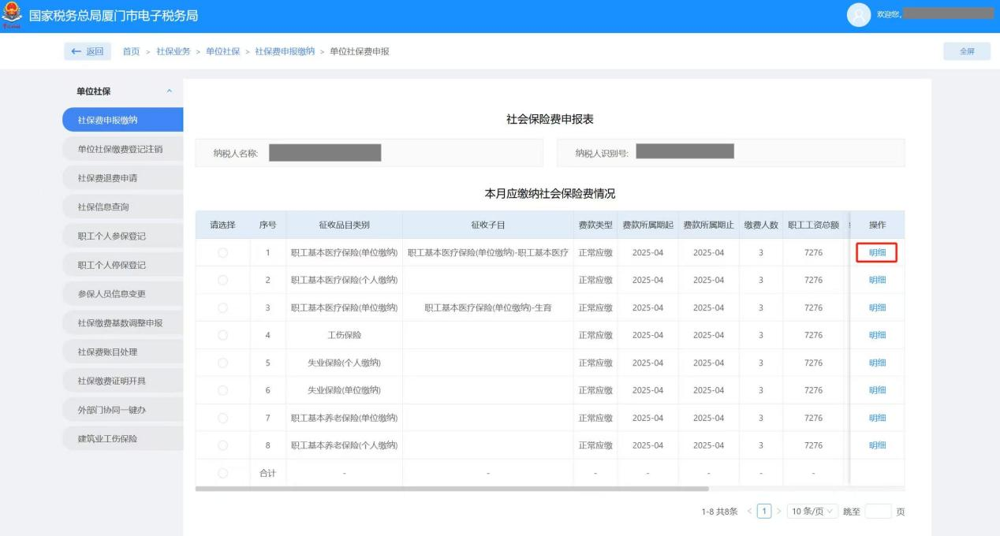 国家税务总局厦门市电子税务局
欢迎您,
← 返回 首页 > 社保业务 > 单位社保 > 社保费申报缴纳 > 单位社保费申报
全屏
单位社保
社保费申报缴纳
单位社保缴费登记注销
社保费退费申请
社保信息查询
职工个人参保登记
职工个人停保登记
参保人员信息变更
社保缴费基数调整申报
社保费账目处理
社保缴费证明开具
外部门协同一键办
建筑业工伤保险
社会保险费申报表
纳税人名称: 纳税人识别号:
本月应缴纳社会保险费情况
请选择 序号 征收品目类别 征收子目 费款类型 费款所属期起 费款所属期止 缴费人数 职工工资总额 操作
1 职工基本医疗保险(单位缴纳) 职工基本医疗保险(单位缴纳)-职工基本医疗 正常应缴 2025-04 2025-04 3 7276 明细
2 职工基本医疗保险(个人缴纳) 正常应缴 2025-04 2025-04 3 7276 明细
3 职工基本医疗保险(单位缴纳) 职工基本医疗保险(单位缴纳)-生育 正常应缴 2025-04 2025-04 3 7276 明细
4 工伤保险 正常应缴 2025-04 2025-04 3 7276 明细
5 失业保险(个人缴纳) 正常应缴 2025-04 2025-04 3 7276 明细
6 失业保险(单位缴纳) 正常应缴 2025-04 2025-04 3 7276 明细
7 职工基本养老保险(单位缴纳) 正常应缴 2025-04 2025-04 3 7276 明细
8 职工基本养老保险(个人缴纳) 正常应缴 2025-04 2025-04 3 7276 明细
合计 - - - - - - -
1-8 共8条 < 1 > 10 条/页 跳至 页